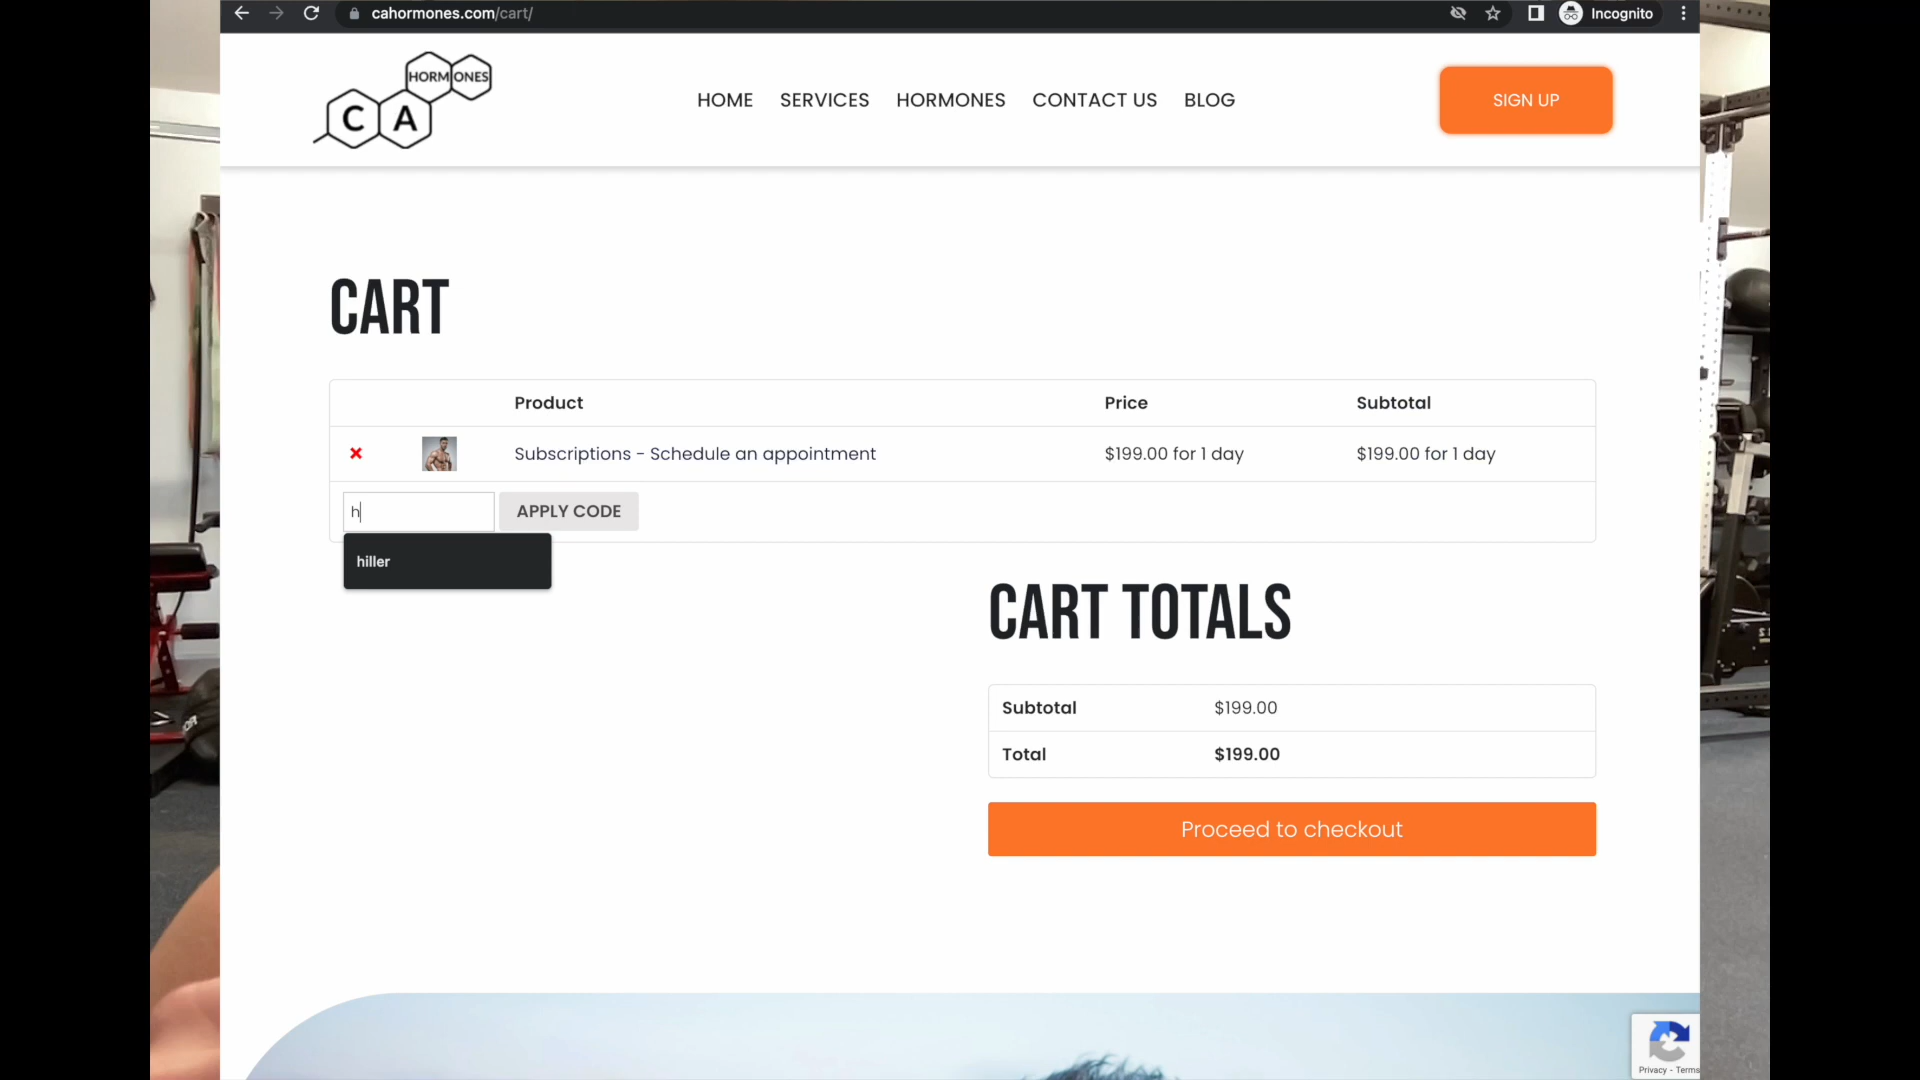 cahormones.com/cart/
Incognito
HORMONES
CA
HOME
SERVICES
HORMONES
CONTACT US
BLOG
SIGN UP
CART
Product
Price
Subtotal
Subscriptions - Schedule an appointment
$199.00 for 1 day
$199.00 for 1 day
h
APPLY CODE
hiller
CART TOTALS
Subtotal
$199.00
Total
$199.00
Proceed to checkout
Privacy - Terms